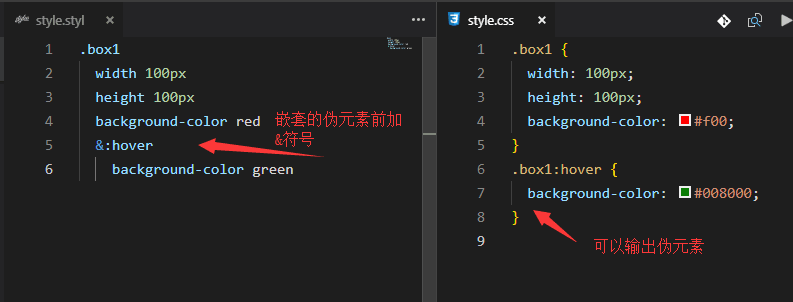 style.styl
1 .box1
2 width 100px
3 height 100px
4 background-color red
5 &:hover
6 background-color green
嵌套的伪元素前加
&符号
style.css
1 .box1 {
2 width: 100px;
3 height: 100px;
4 background-color: #f00;
5 }
6 .box1:hover {
7 background-color: #008000;
8 }
9
可以输出伪元素